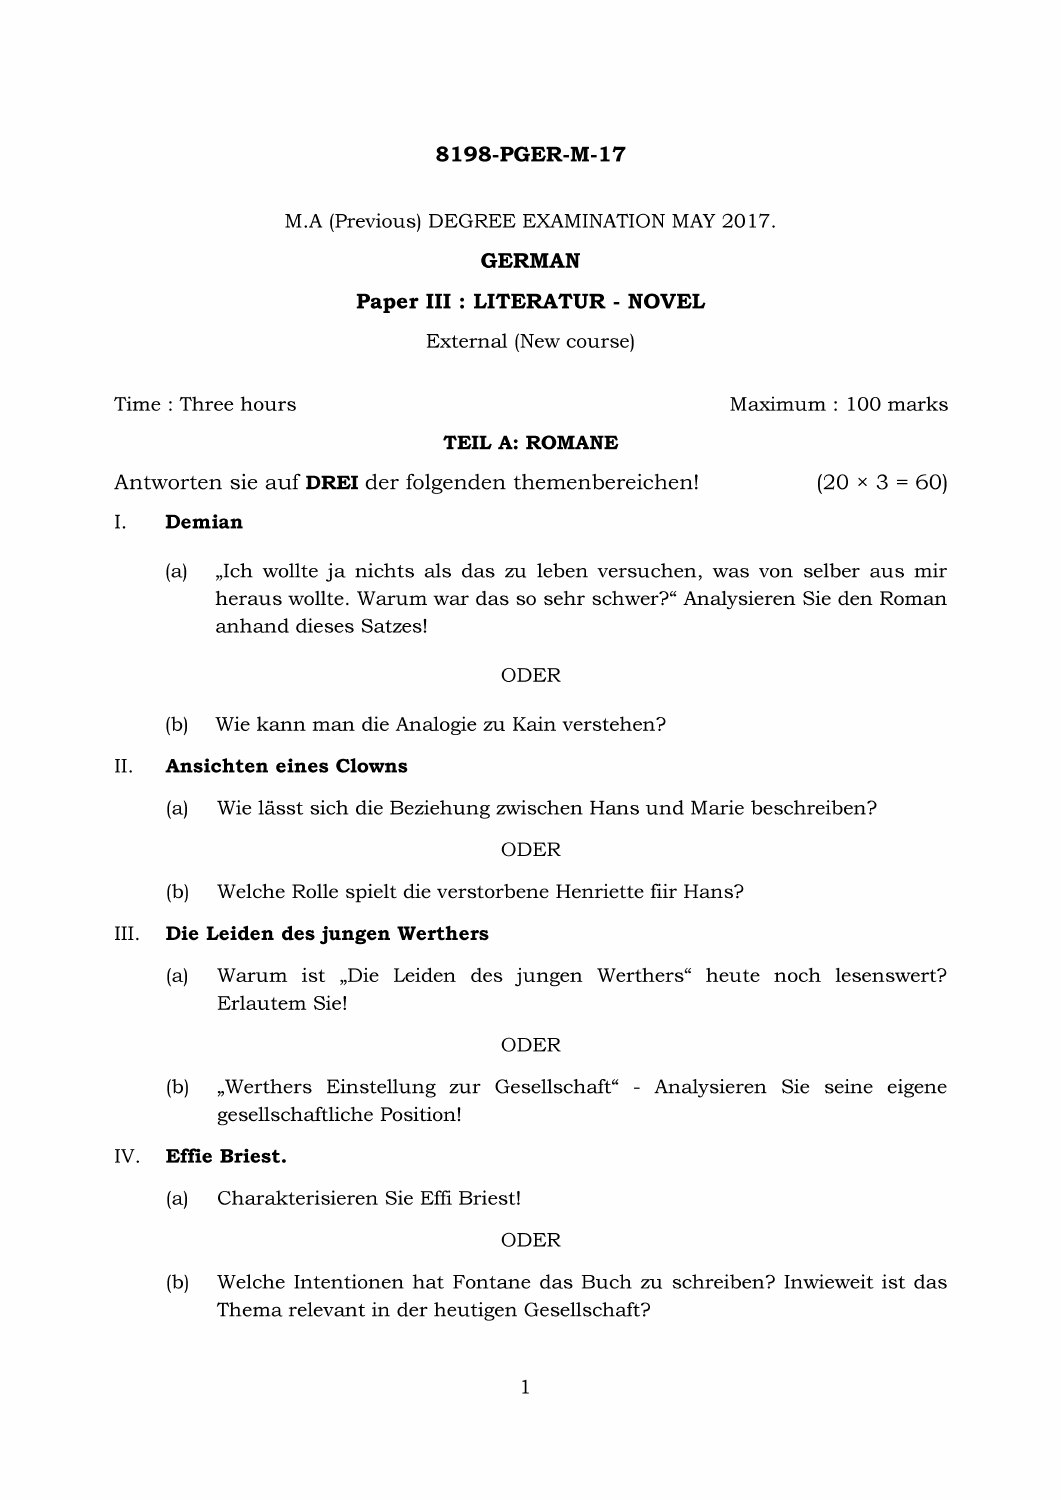 8198-PGER-M-17
M.A (Previous) DEGREE EXAMINATION MAY 2017.
GERMAN
Paper III : LITERATUR - NOVEL
External (New course)
Time : Three hours Maximum : 100 marks
TEIL A: ROMANE
Antworten sie auf DREI der folgenden themenbereichen! (20 × 3 = 60)
I. Demian
(a) „Ich wollte ja nichts als das zu leben versuchen, was von selber aus mir
heraus wollte. Warum war das so sehr schwer?“ Analysieren Sie den Roman
anhand dieses Satzes!
ODER
(b) Wie kann man die Analogie zu Kain verstehen?
II. Ansichten eines Clowns
(a) Wie lässt sich die Beziehung zwischen Hans und Marie beschreiben?
ODER
(b) Welche Rolle spielt die verstorbene Henriette fiir Hans?
III. Die Leiden des jungen Werthers
(a) Warum ist „Die Leiden des jungen Werthers“ heute noch lesenswert?
Erlautem Sie!
ODER
(b) „Werthers Einstellung zur Gesellschaft“ - Analysieren Sie seine eigene
gesellschaftliche Position!
IV. Effie Briest.
(a) Charakterisieren Sie Effi Briest!
ODER
(b) Welche Intentionen hat Fontane das Buch zu schreiben? Inwieweit ist das
Thema relevant in der heutigen Gesellschaft?
1